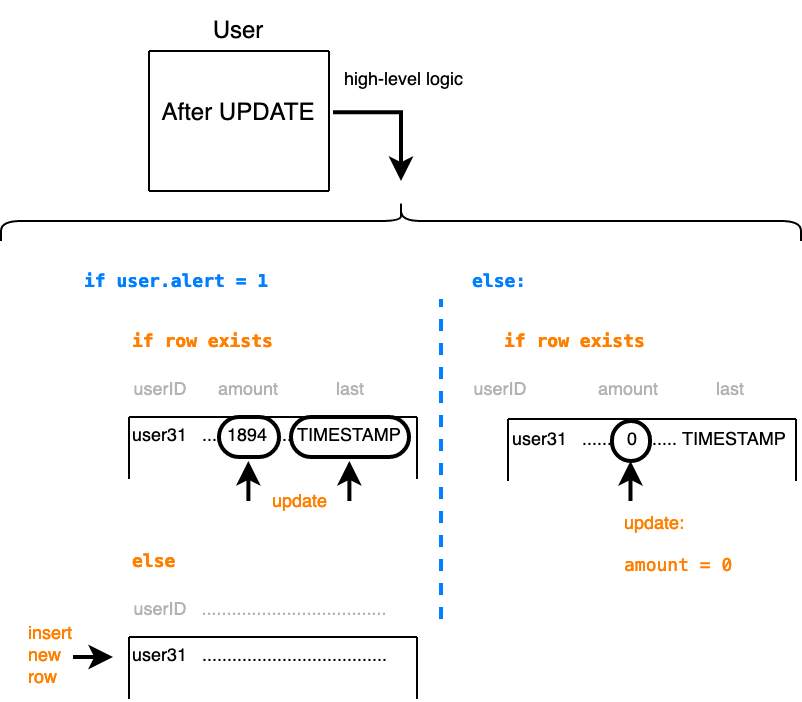 User
high-level logic
After UPDATE
if user.alert = 1
else:
if row exists
if row exists
userID amount last
userID amount last
user31 ... 1894 .. TIMESTAMP
user31 ...... 0 ..... TIMESTAMP
update
update:
amount = 0
else
userID ......................................
insert
new
row
user31 ......................................